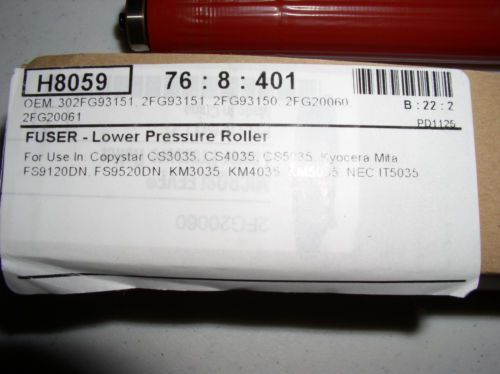 H8059 76 : 8 : 401
OEM. 302FG93151, 2FG93151, 2FG93150, 2FG20060, B : 22 : 2
2FG20061 PD1125
FUSER - Lower Pressure Roller
For Use In: Copystar CS3035, CS4035, CS5035, Kyocera Mita
FS9120DN, FS9520DN, KM3035, KM4035, KM5035, NEC IT5035
2FG20060